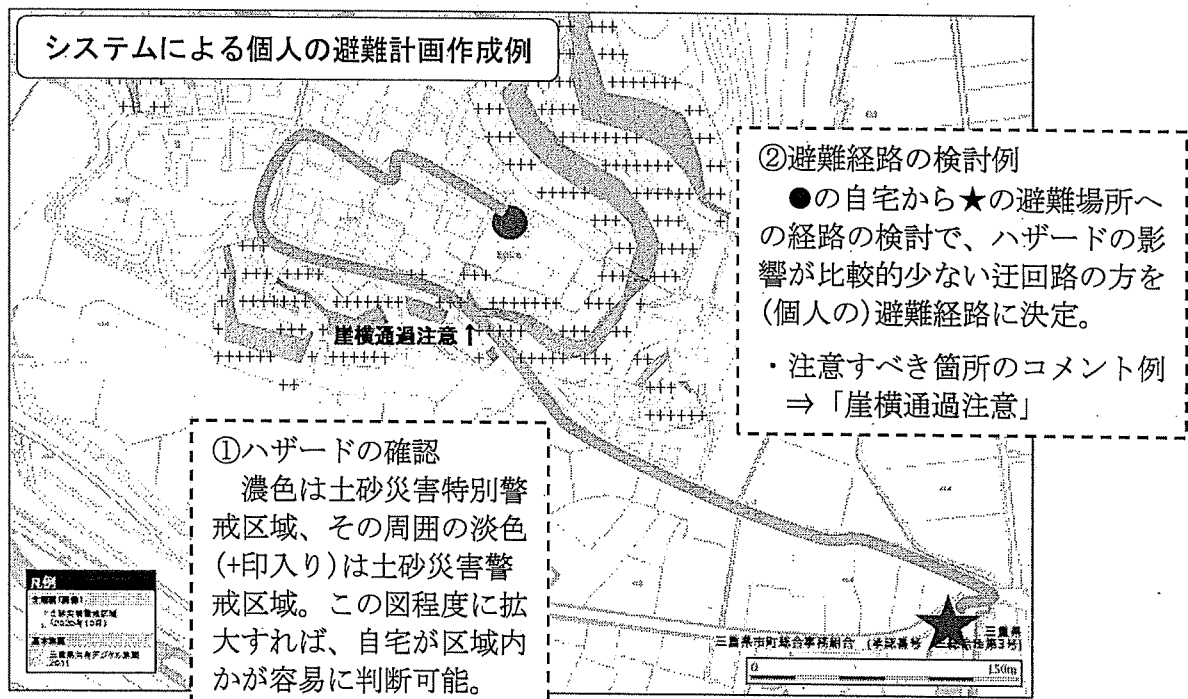 システムによる個人の避難計画作成例
②避難経路の検討例
●の自宅から★の避難場所へ
の経路の検討で、ハザードの影
響が比較的少ない迂回路の方を
(個人の)避難経路に決定。
・注意すべき箇所のコメント例
⇒「崖横通過注意」
崖横通過注意↑
①ハザードの確認
濃色は土砂災害特別警
戒区域、その周囲の淡色
(+印入り)は土砂災害警
戒区域。この図程度に拡
大すれば、自宅が区域内
かが容易に判断可能。
凡例
三重県市町総合事務組合
三重県
0 150m